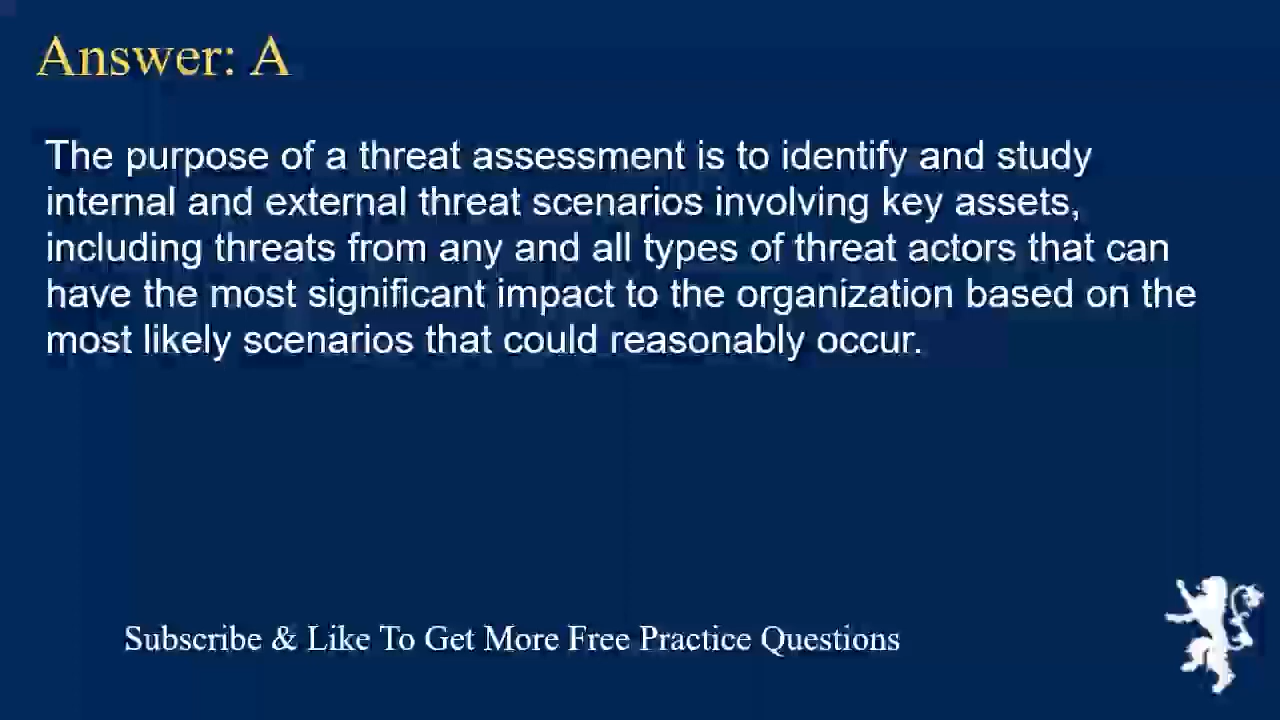 Answer: A
The purpose of a threat assessment is to identify and study
internal and external threat scenarios involving key assets,
including threats from any and all types of threat actors that can
have the most significant impact to the organization based on the
most likely scenarios that could reasonably occur.
Subscribe & Like To Get More Free Practice Questions